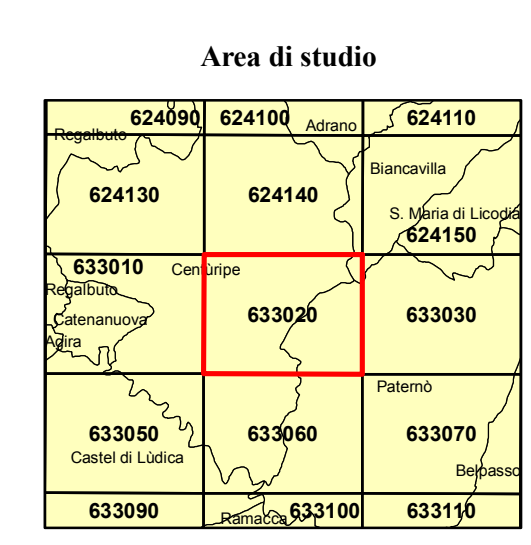 Area di studio
624090 624100 Adrano 624110
Regalbuto
Biancavilla
624130 624140
S. Maria di Licodia
624150
633010 Centùripe
Regalbuto
Catenanuova 633020 633030
Agira
Paternò
633050 633060 633070
Castel di Lùdica
Belpasso
633090 Ramacca 633100 633110